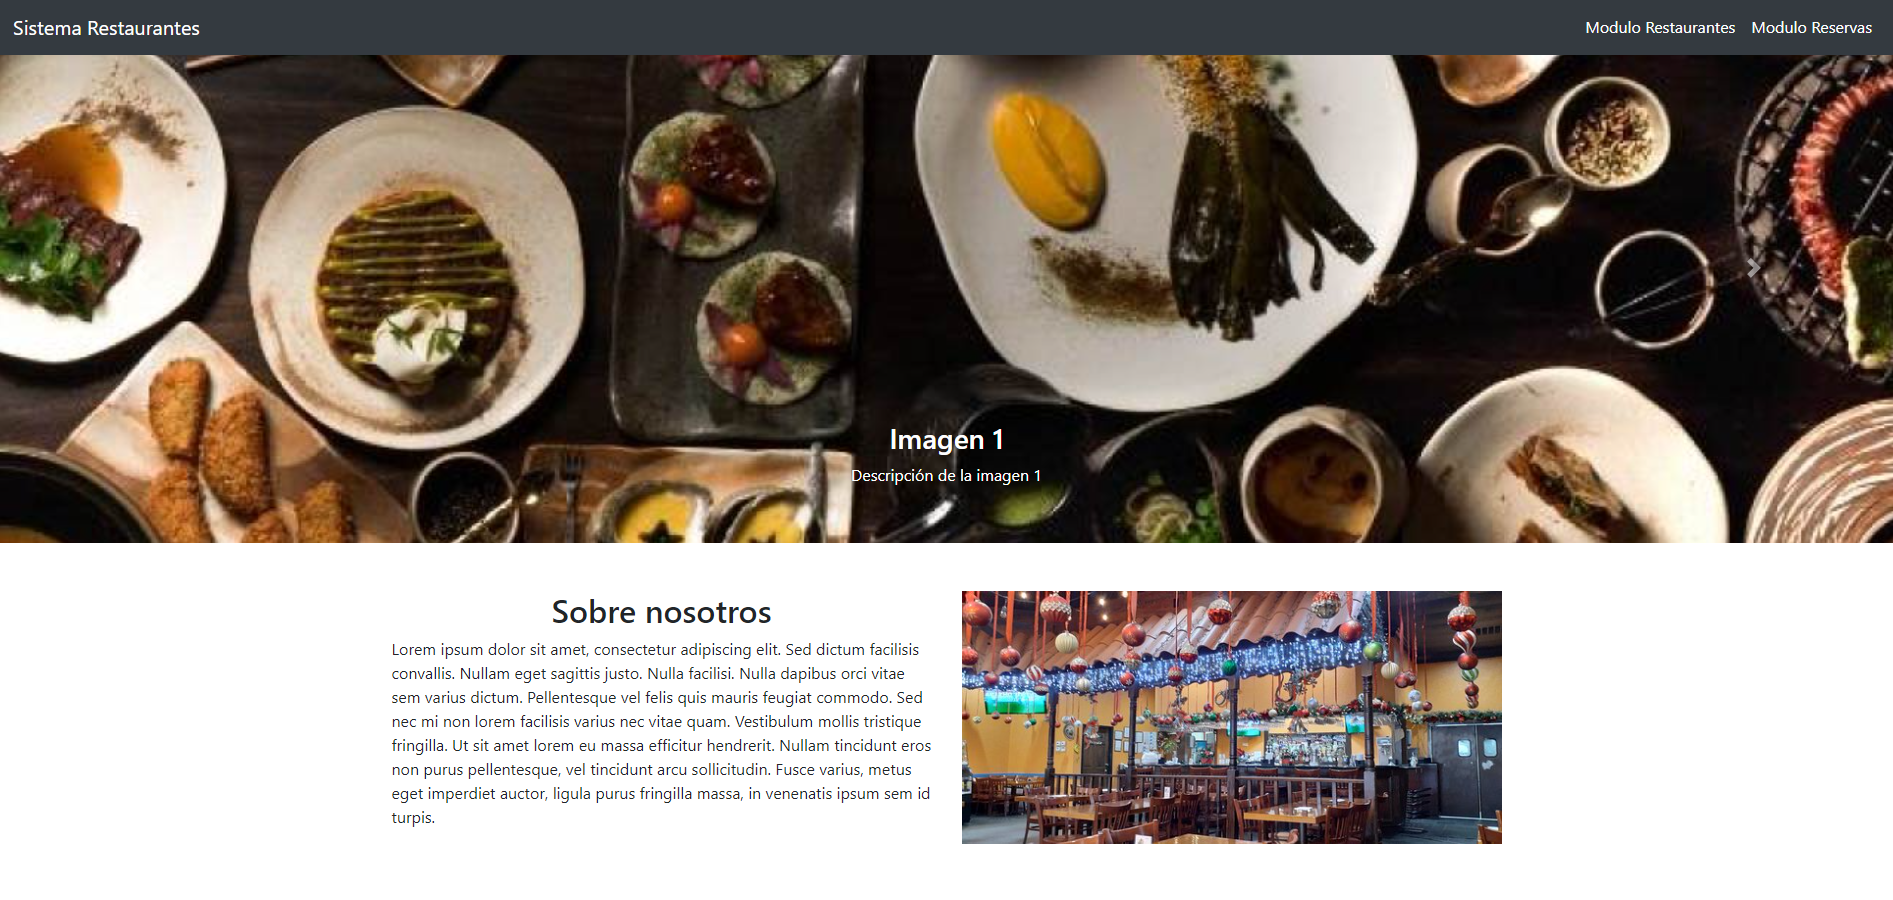 Sistema Restaurantes
Modulo Restaurantes Modulo Reservas
Imagen 1
Descripción de la imagen 1
Sobre nosotros
Lorem ipsum dolor sit amet, consectetur adipiscing elit. Sed dictum facilisis
convallis. Nullam eget sagittis justo. Nulla facilisi. Nulla dapibus orci vitae
sem varius dictum. Pellentesque vel felis quis mauris feugiat commodo. Sed
nec mi non lorem facilisis varius nec vitae quam. Vestibulum mollis tristique
fringilla. Ut sit amet lorem eu massa efficitur hendrerit. Nullam tincidunt eros
non purus pellentesque, vel tincidunt arcu sollicitudin. Fusce varius, metus
eget imperdiet auctor, ligula purus fringilla massa, in venenatis ipsum sem id
turpis.